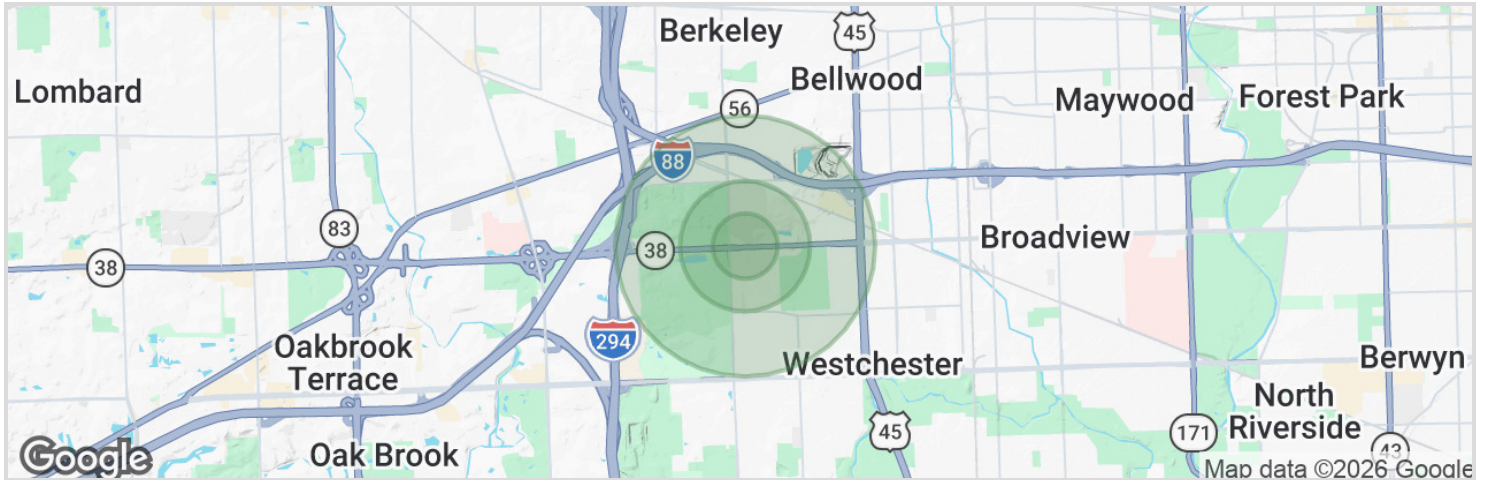 Berkeley
45
Lombard
Bellwood
56
Maywood
Forest Park
88
83
38
38
Broadview
294
Oakbrook
Terrace
Westchester
Berwyn
North
Riverside
45
171
43
Oak Brook
Google
Map data ©2026 Google